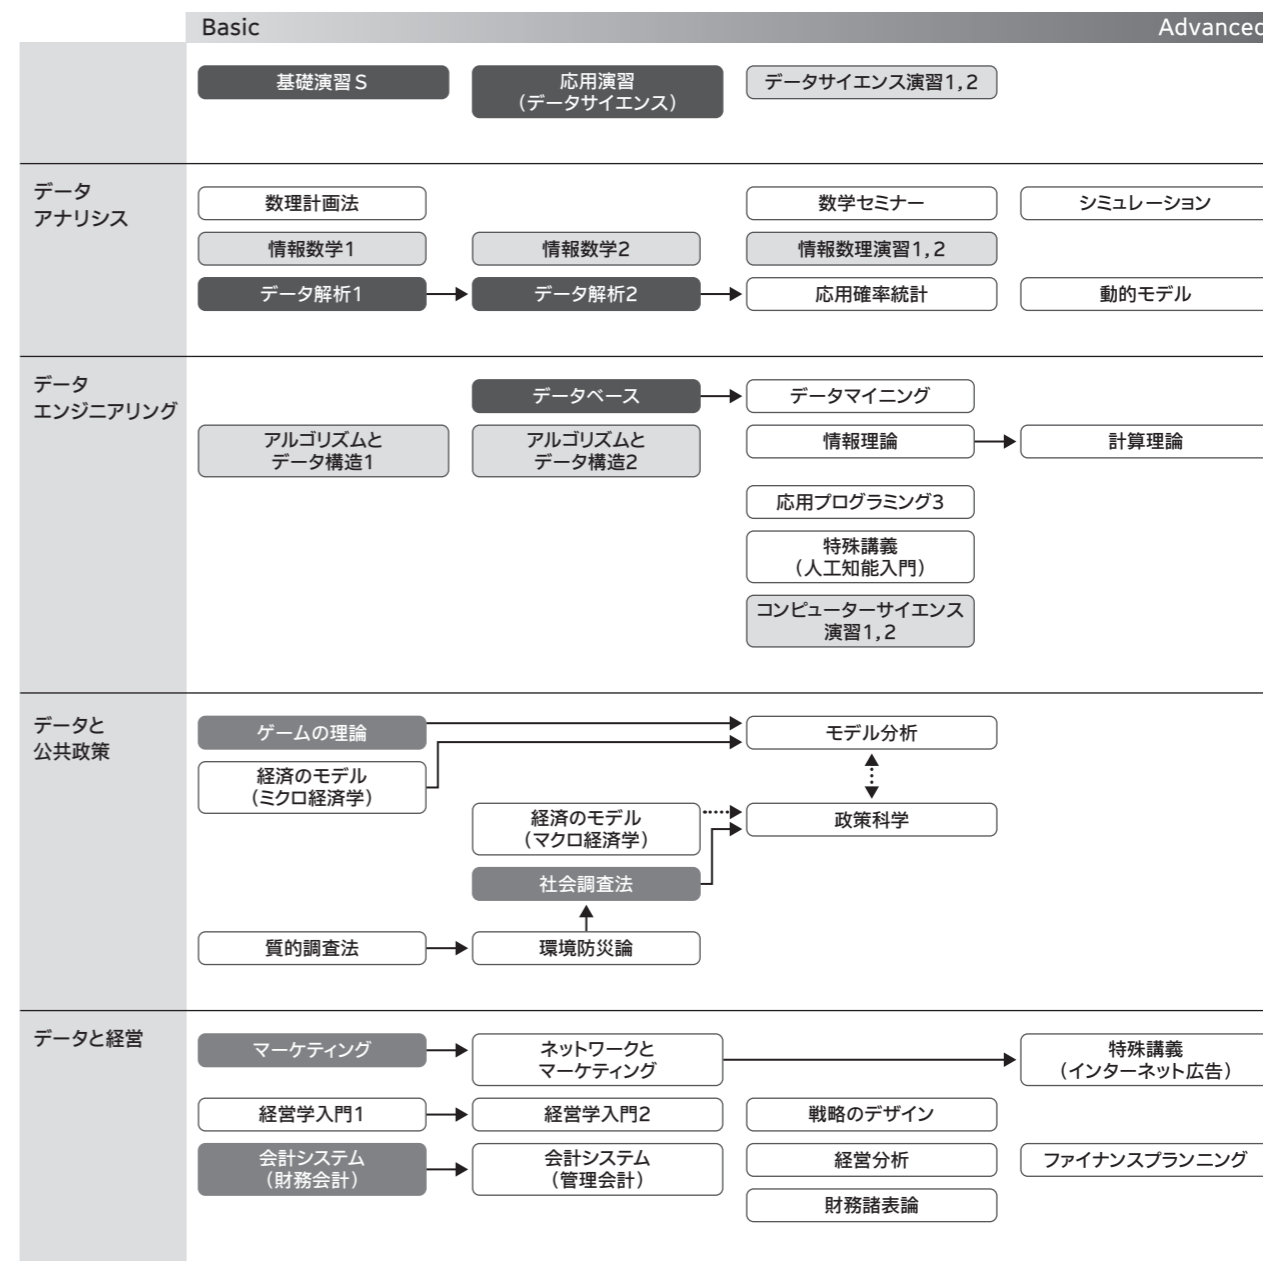 Basic
Advanced
基礎演習S
応用演習
（データサイエンス）
データサイエンス演習1,2
データ
アナリシス
数理計画法
数学セミナー
シミュレーション
情報数学1
情報数学2
情報数理演習1,2
データ解析1
データ解析2
応用確率統計
動的モデル
データ
エンジニアリング
データベース
データマイニング
アルゴリズムと
データ構造1
アルゴリズムと
データ構造2
情報理論
計算理論
応用プログラミング3
特殊講義
（人工知能入門）
コンピューターサイエンス
演習1,2
データと
公共政策
ゲームの理論
モデル分析
経済のモデル
（ミクロ経済学）
経済のモデル
（マクロ経済学）
政策科学
社会調査法
質的調査法
環境防災論
データと経営
マーケティング
ネットワークと
マーケティング
特殊講義
（インターネット広告）
経営学入門1
経営学入門2
戦略のデザイン
会計システム
（財務会計）
会計システム
（管理会計）
経営分析
ファイナンスプランニング
財務諸表論